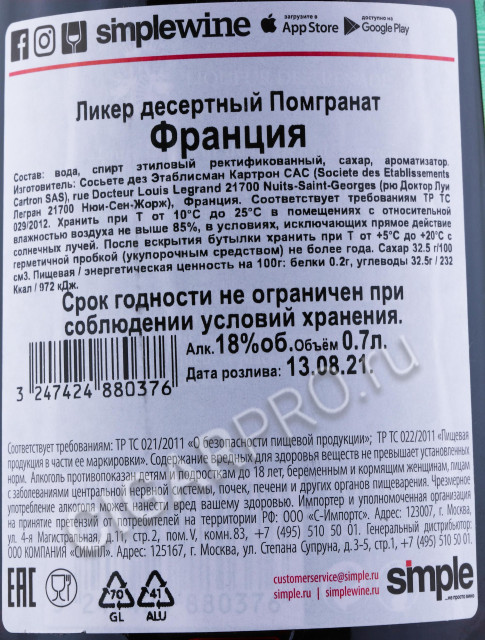 simplewine
загрузите в
App Store
доступно на
Google Play
Ликер десертный Помгранат
Франция
Состав: вода, спирт этиловый ректификованный, сахар, ароматизатор.
Изготовитель: Сосьете дез Этаблисман Картрон САС (Societe des Etablissements
Cartron SAS), rue Docteur Louis Legrand 21700 Nuits-Saint-Georges (рю Доктор Луи
Легран 21700 Нюи-Сен-Жорж), Франция. Соответствует требованиям ТР ТС
029/2012. Хранить при Т от 10°С до 25°С в помещениях с относительной
влажностью воздуха не выше 85%, в условиях, исключающих прямое действие
солнечных лучей. После вскрытия бутылки хранить при Т от +5°С до +20°С с
герметичной пробкой (укупорочным средством) не более года. Сахар 32.5 г/100
см3. Пищевая / энергетическая ценность на 100г: белки 0.2г, углеводы 32.5г / 232
Ккал / 972 кДж.
Срок годности не ограничен при
соблюдении условий хранения.
Алк. 18%об. Объём 0.7л.
Дата розлива: 13.08.21.
3 247424 880376
Соответствует требованиям: ТР ТС 021/2011 «О безопасности пищевой продукции»; ТР ТС 022/2011 «Пищевая
продукция в части ее маркировки». Содержание вредных для здоровья веществ не превышает установленных
норм. Алкоголь противопоказан детям и подросткам до 18 лет, беременным и кормящим женщинам, лицам
с заболеваниями центральной нервной системы, почек, печени и других органов пищеварения. Чрезмерное
употребление алкоголя может нанести вред вашему здоровью. Импортер и уполномоченная организация
на принятие претензий от потребителей на территории РФ: ООО «С-Импорт». Адрес: 123007, г. Москва,
ул. 4-я Магистральная, д. 5, стр. 2, пом. V, ком. 83, +7 (495) 510 50 01. Генеральный дистрибьютор:
ООО КОМПАНИЯ «СИМПЛ». Адрес: 125167, г. Москва, ул. Степана Супруна, д. 3-5, стр.1, +7 (495) 510 50 01.
EAC
70
GL
41
ALU
customerservice@simple.ru
simple.ru | simplewine.ru
simple
...не просто вино
CIGARPRO.ru